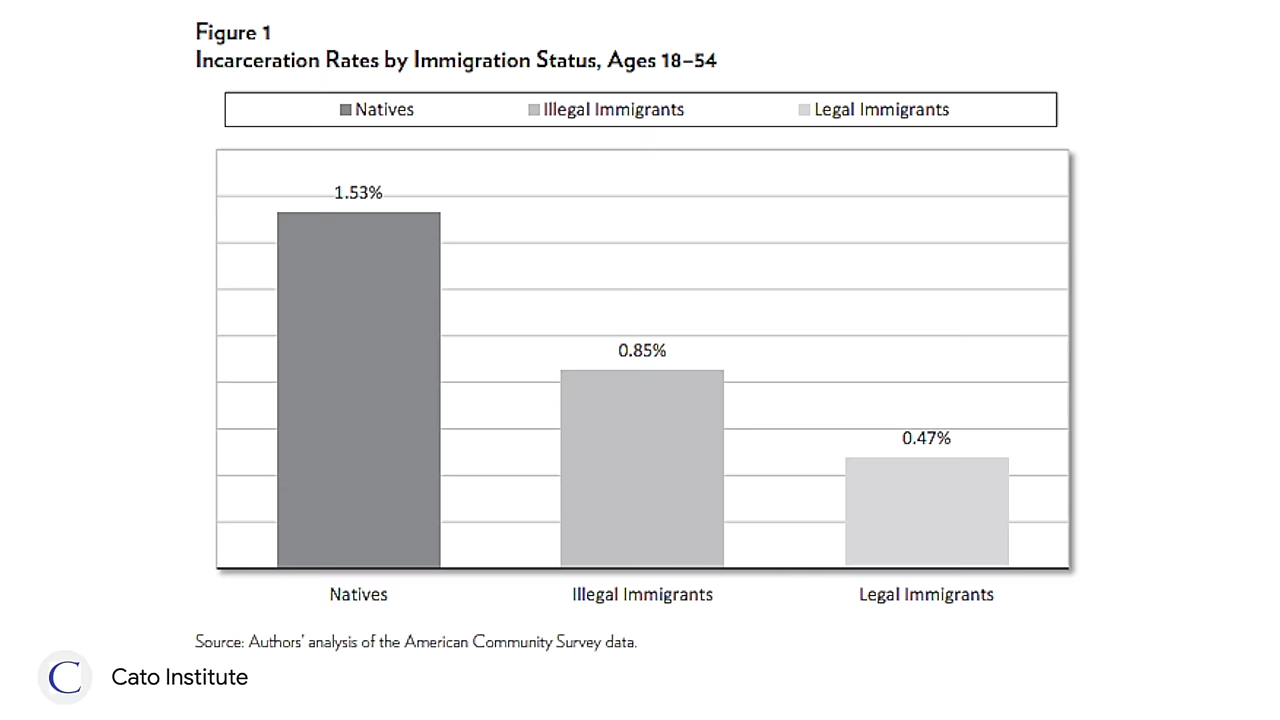 Figure 1
Incarceration Rates by Immigration Status, Ages 18–54
Natives Illegal Immigrants Legal Immigrants
1.53%
0.85%
0.47%
Natives Illegal Immigrants Legal Immigrants
Source: Authors' analysis of the American Community Survey data.
C Cato Institute